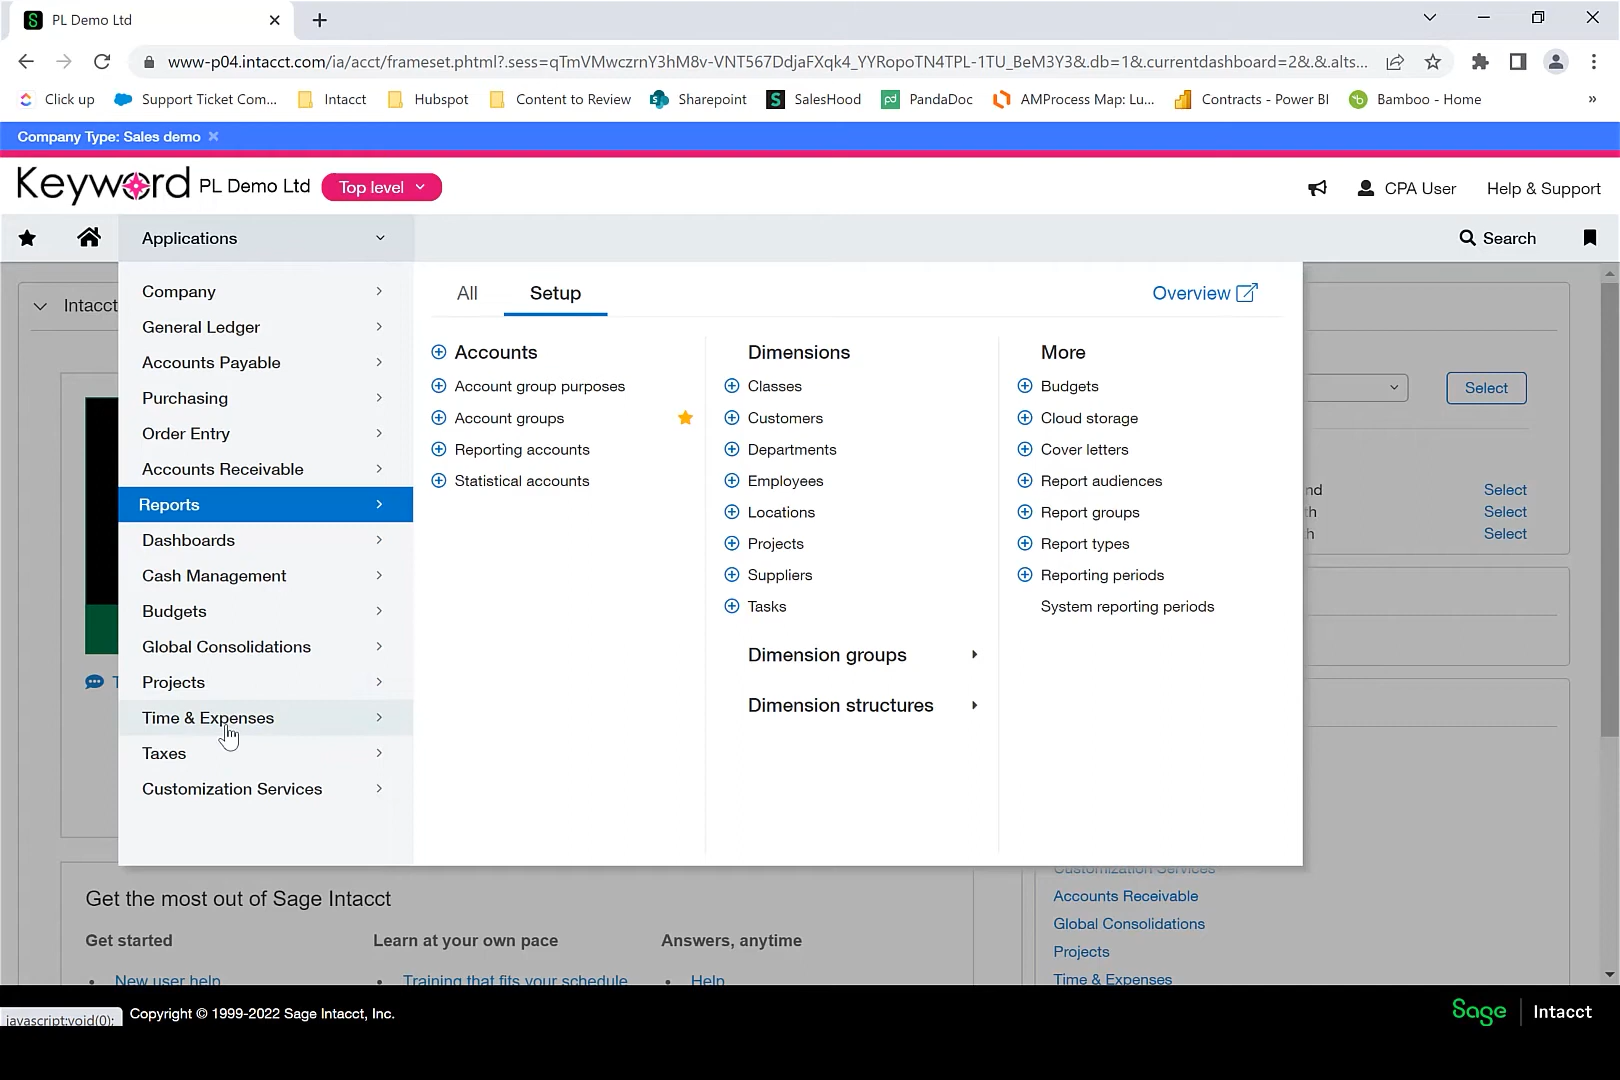 PL Demo Ltd
www-p04.intacct.com/ia/acct/frameset.phtml?.sess=qTmVMwczrnY3hM8v-VNT567DdjaFXqk4_YYRopoTN4TPL-1TU_BeM3Y3&.db=1&.currentdashboard=2&.&.alts...
Click up
Support Ticket Com...
Intacct
Hubspot
Content to Review
Sharepoint
SalesHood
PandaDoc
AMProcess Map: Lu...
Contracts - Power BI
Bamboo - Home
»
Company Type: Sales demo
Keyword PL Demo Ltd
Top level
CPA User
Help & Support
Applications
Search
Intacct
Company
General Ledger
Accounts Payable
Purchasing
Order Entry
Accounts Receivable
Reports
Dashboards
Cash Management
Budgets
Global Consolidations
Projects
Time & Expenses
Taxes
Customization Services
All
Setup
Overview
Accounts
Account group purposes
Account groups
Reporting accounts
Statistical accounts
Dimensions
Classes
Customers
Departments
Employees
Locations
Projects
Suppliers
Tasks
Dimension groups
Dimension structures
More
Budgets
Cloud storage
Cover letters
Report audiences
Report groups
Report types
Reporting periods
System reporting periods
Select
Select
Select
Select
Get the most out of Sage Intacct
Get started
Learn at your own pace
Answers, anytime
New user help
Training that fits your schedule
Help
Customization Services
Accounts Receivable
Global Consolidations
Projects
Time & Expenses
javascript:void(0);
Copyright © 1999-2022 Sage Intacct, Inc.
Sage
Intacct